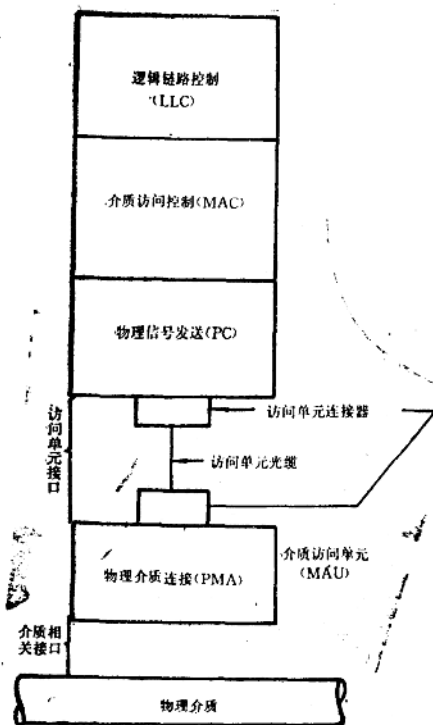 逻辑链路控制
(LLC)
介质访问控制(MAC)
物理信号发送(PC)
访问单元接口
访问单元连接器
访问单元光缆
物理介质连接(PMA)
介质访问单元
(MAU)
介质相
关接口
物理介质